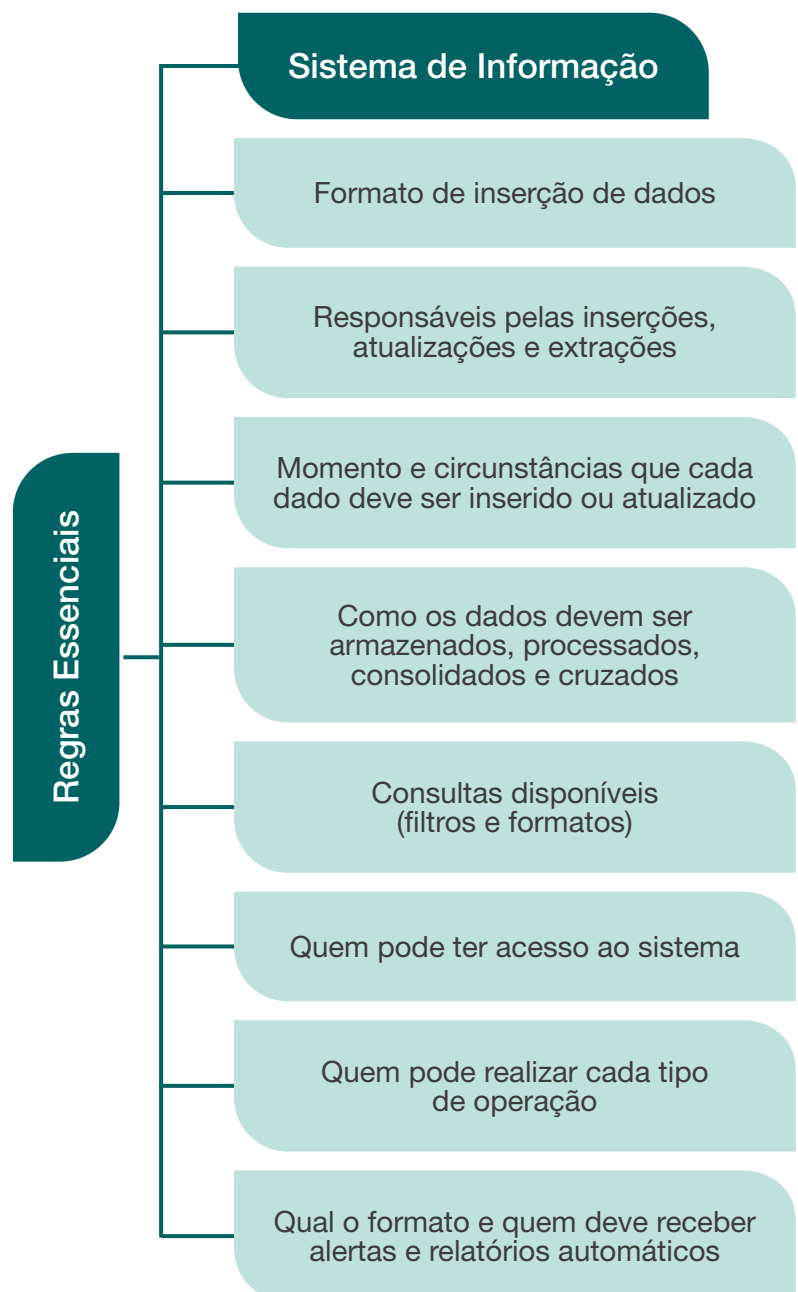 Sistema de Informação
Formato de inserção de dados
Responsáveis pelas inserções,
atualizações e extrações
Momento e circunstâncias que cada
dado deve ser inserido ou atualizado
Regras Essenciais
Como os dados devem ser
armazenados, processados,
consolidados e cruzados
Consultas disponíveis
(filtros e formatos)
Quem pode ter acesso ao sistema
Quem pode realizar cada tipo
de operação
Qual o formato e quem deve receber
alertas e relatórios automáticos